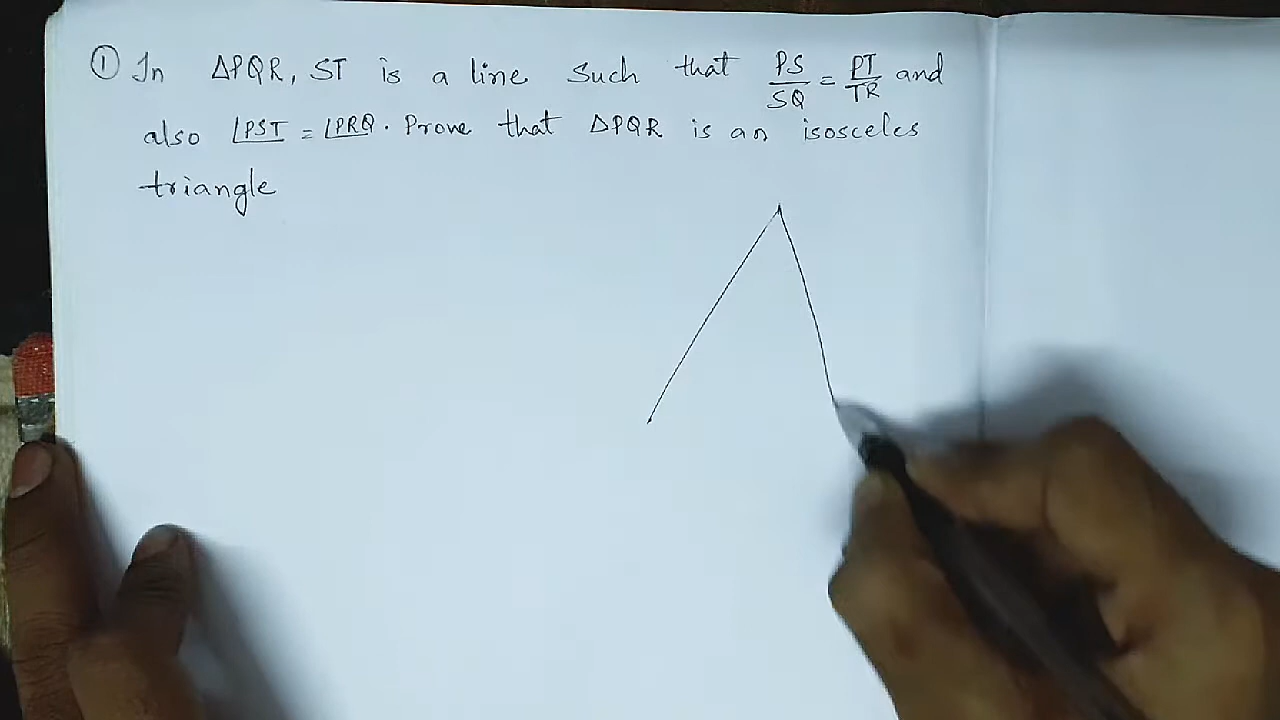 ① In ΔPQR, ST is a line such that PS/SQ = PT/TR and
also ∠PST = ∠PRQ. Prove that ΔPQR is an isosceles
triangle